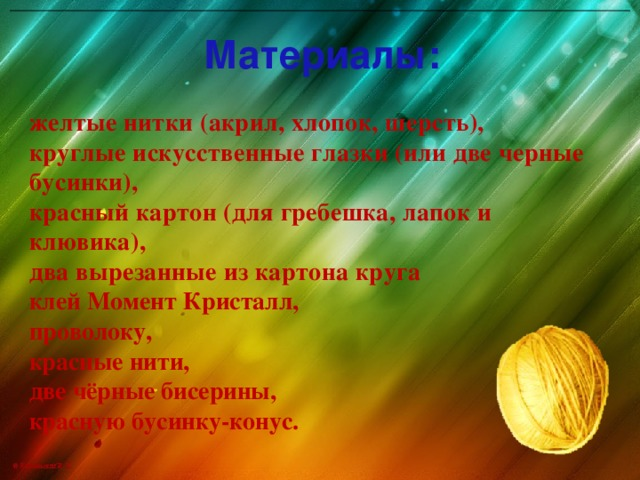 Материалы:
желтые нитки (акрил, хлопок, шерсть),
круглые искусственные глазки (или две черные
бусинки),
красный картон (для гребешка, лапок и
клювика),
два вырезанные из картона круга
клей Момент Кристалл,
проволоку,
красные нити,
две чёрные бисерины,
красную бусинку-конус.